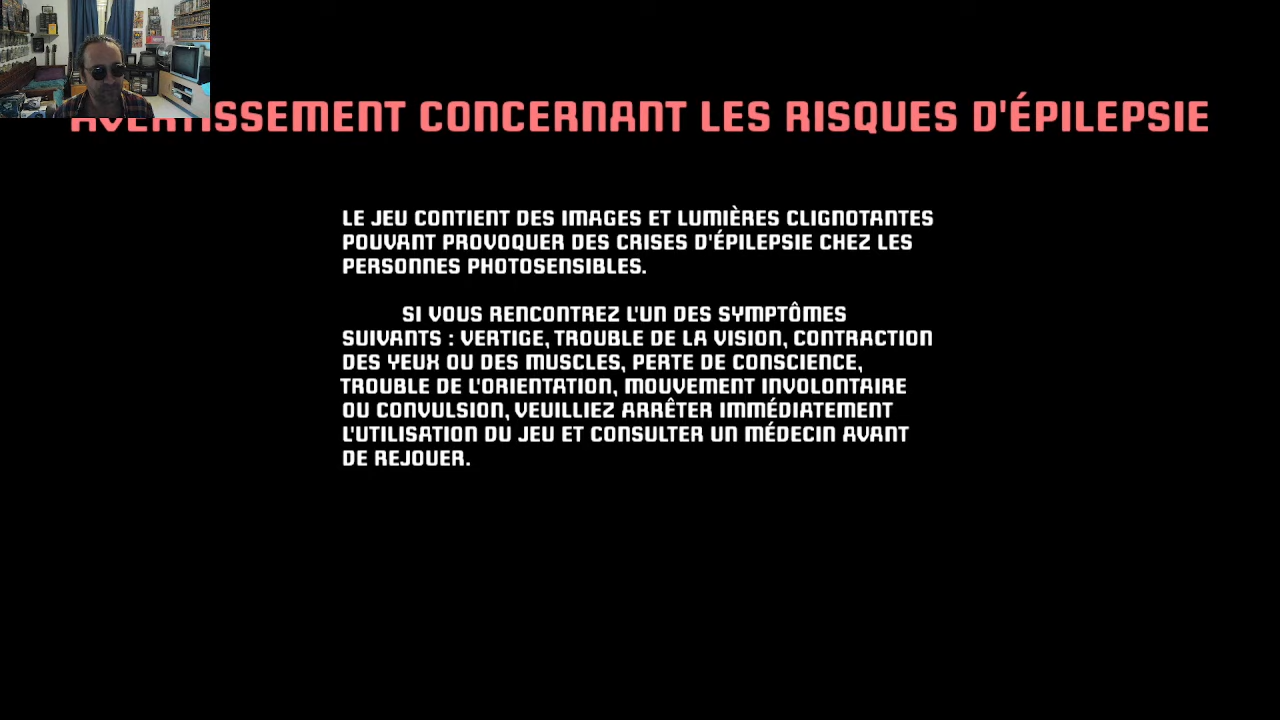 AVERTISSEMENT CONCERNANT LES RISQUES D'ÉPILEPSIE
LE JEU CONTIENT DES IMAGES ET LUMIÈRES CLIGNOTANTES
POUVANT PROVOQUER DES CRISES D'ÉPILEPSIE CHEZ LES
PERSONNES PHOTOSENSIBLES.
SI VOUS RENCONTREZ L'UN DES SYMPTÔMES
SUIVANTS : VERTIGE, TROUBLE DE LA VISION, CONTRACTION
DES YEUX OU DES MUSCLES, PERTE DE CONSCIENCE,
TROUBLE DE L'ORIENTATION, MOUVEMENT INVOLONTAIRE
OU CONVULSION, VEUILLIEZ ARRÊTER IMMÉDIATEMENT
L'UTILISATION DU JEU ET CONSULTER UN MÉDECIN AVANT
DE REJOUER.